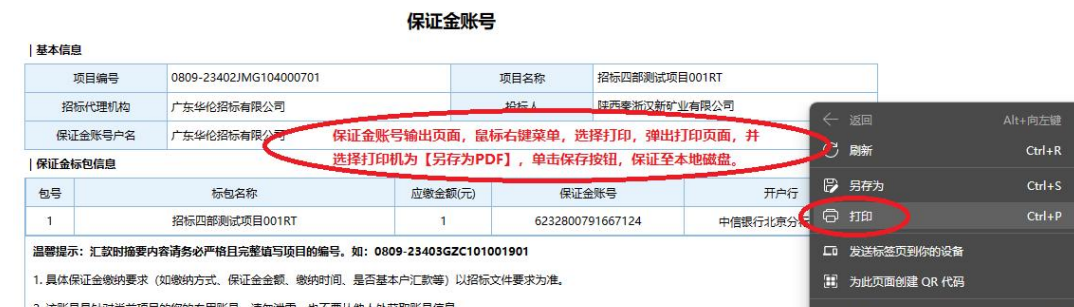 保证金账号
基本信息
项目编号 0809-23402JMG104000701 项目名称 招标四部测试项目001RT
招标代理机构 广东华伦招标有限公司 投标人 陕西秦浙汉新矿业有限公司
保证金账号户名 广东华伦招标有限公司
保证金账号输出页面，鼠标右键菜单，选择打印，弹出打印页面，并
选择打印机为【另存为PDF】，单击保存按钮，保证至本地磁盘。
保证金标包信息
包号 标包名称 应缴金额(元) 保证金账号 开户行
1 招标四部测试项目001RT 1 6232800791667124 中信银行北京分行
温馨提示：汇款时摘要内容请务必严格且完整填写项目的编号。如：0809-23403GZC101001901
1. 具体保证金缴纳要求（如缴纳方式、保证金金额、缴纳时间、是否基本户汇款等）以招标文件要求为准。
返回 Alt+向左键
刷新 Ctrl+R
另存为 Ctrl+S
打印 Ctrl+P
发送标签页到你的设备
为此页面创建 QR 代码